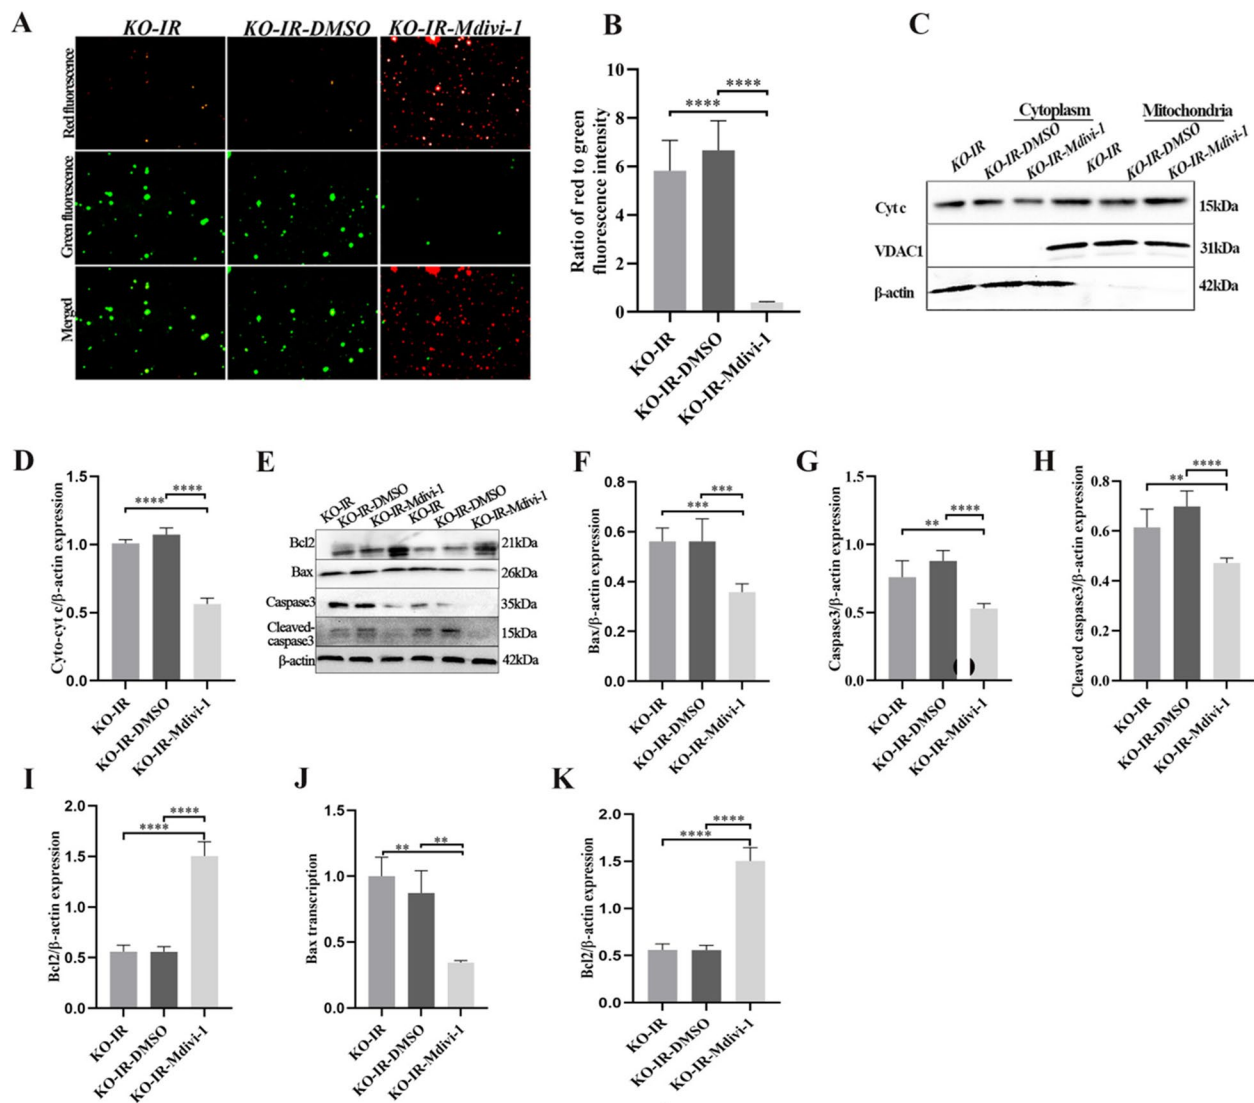 A
KO-IR
KO-IR-DMSO
KO-IR-Mdivi-1
Red fluorescence
Green fluorescence
Merged
B
Ratio of red to green
fluorescence intensity
10
8
6
4
2
0
****
****
KO-IR
KO-IR-DMSO
KO-IR-Mdivi-1
C
Cytoplasm
Mitochondria
KO-IR
KO-IR-DMSO
KO-IR-Mdivi-1
KO-IR
KO-IR-DMSO
KO-IR-Mdivi-1
Cyt c
15kDa
VDAC1
31kDa
β-actin
42kDa
D
Cyto-cyt c/β-actin expression
1.5
1.0
0.5
0.0
****
****
KO-IR
KO-IR-DMSO
KO-IR-Mdivi-1
E
KO-IR
KO-IR-DMSO
KO-IR-Mdivi-1
KO-IR
KO-IR-DMSO
KO-IR-Mdivi-1
Bcl2
21kDa
Bax
26kDa
Caspase3
35kDa
Cleaved-
caspase3
15kDa
β-actin
42kDa
F
Bax/β-actin expression
0.8
0.6
0.4
0.2
0.0
***
***
KO-IR
KO-IR-DMSO
KO-IR-Mdivi-1
G
Caspase3/β-actin expression
1.5
1.0
0.5
0.0
****
**
KO-IR
KO-IR-DMSO
KO-IR-Mdivi-1
H
Cleaved caspase3/β-actin expression
0.8
0.6
0.4
0.2
0.0
****
**
KO-IR
KO-IR-DMSO
KO-IR-Mdivi-1
I
Bcl2/β-actin expression
2.0
1.5
1.0
0.5
0.0
****
****
KO-IR
KO-IR-DMSO
KO-IR-Mdivi-1
J
Bax transcription
1.5
1.0
0.5
0.0
**
**
KO-IR
KO-IR-DMSO
KO-IR-Mdivi-1
K
Bcl2/β-actin expression
2.0
1.5
1.0
0.5
0.0
****
****
KO-IR
KO-IR-DMSO
KO-IR-Mdivi-1